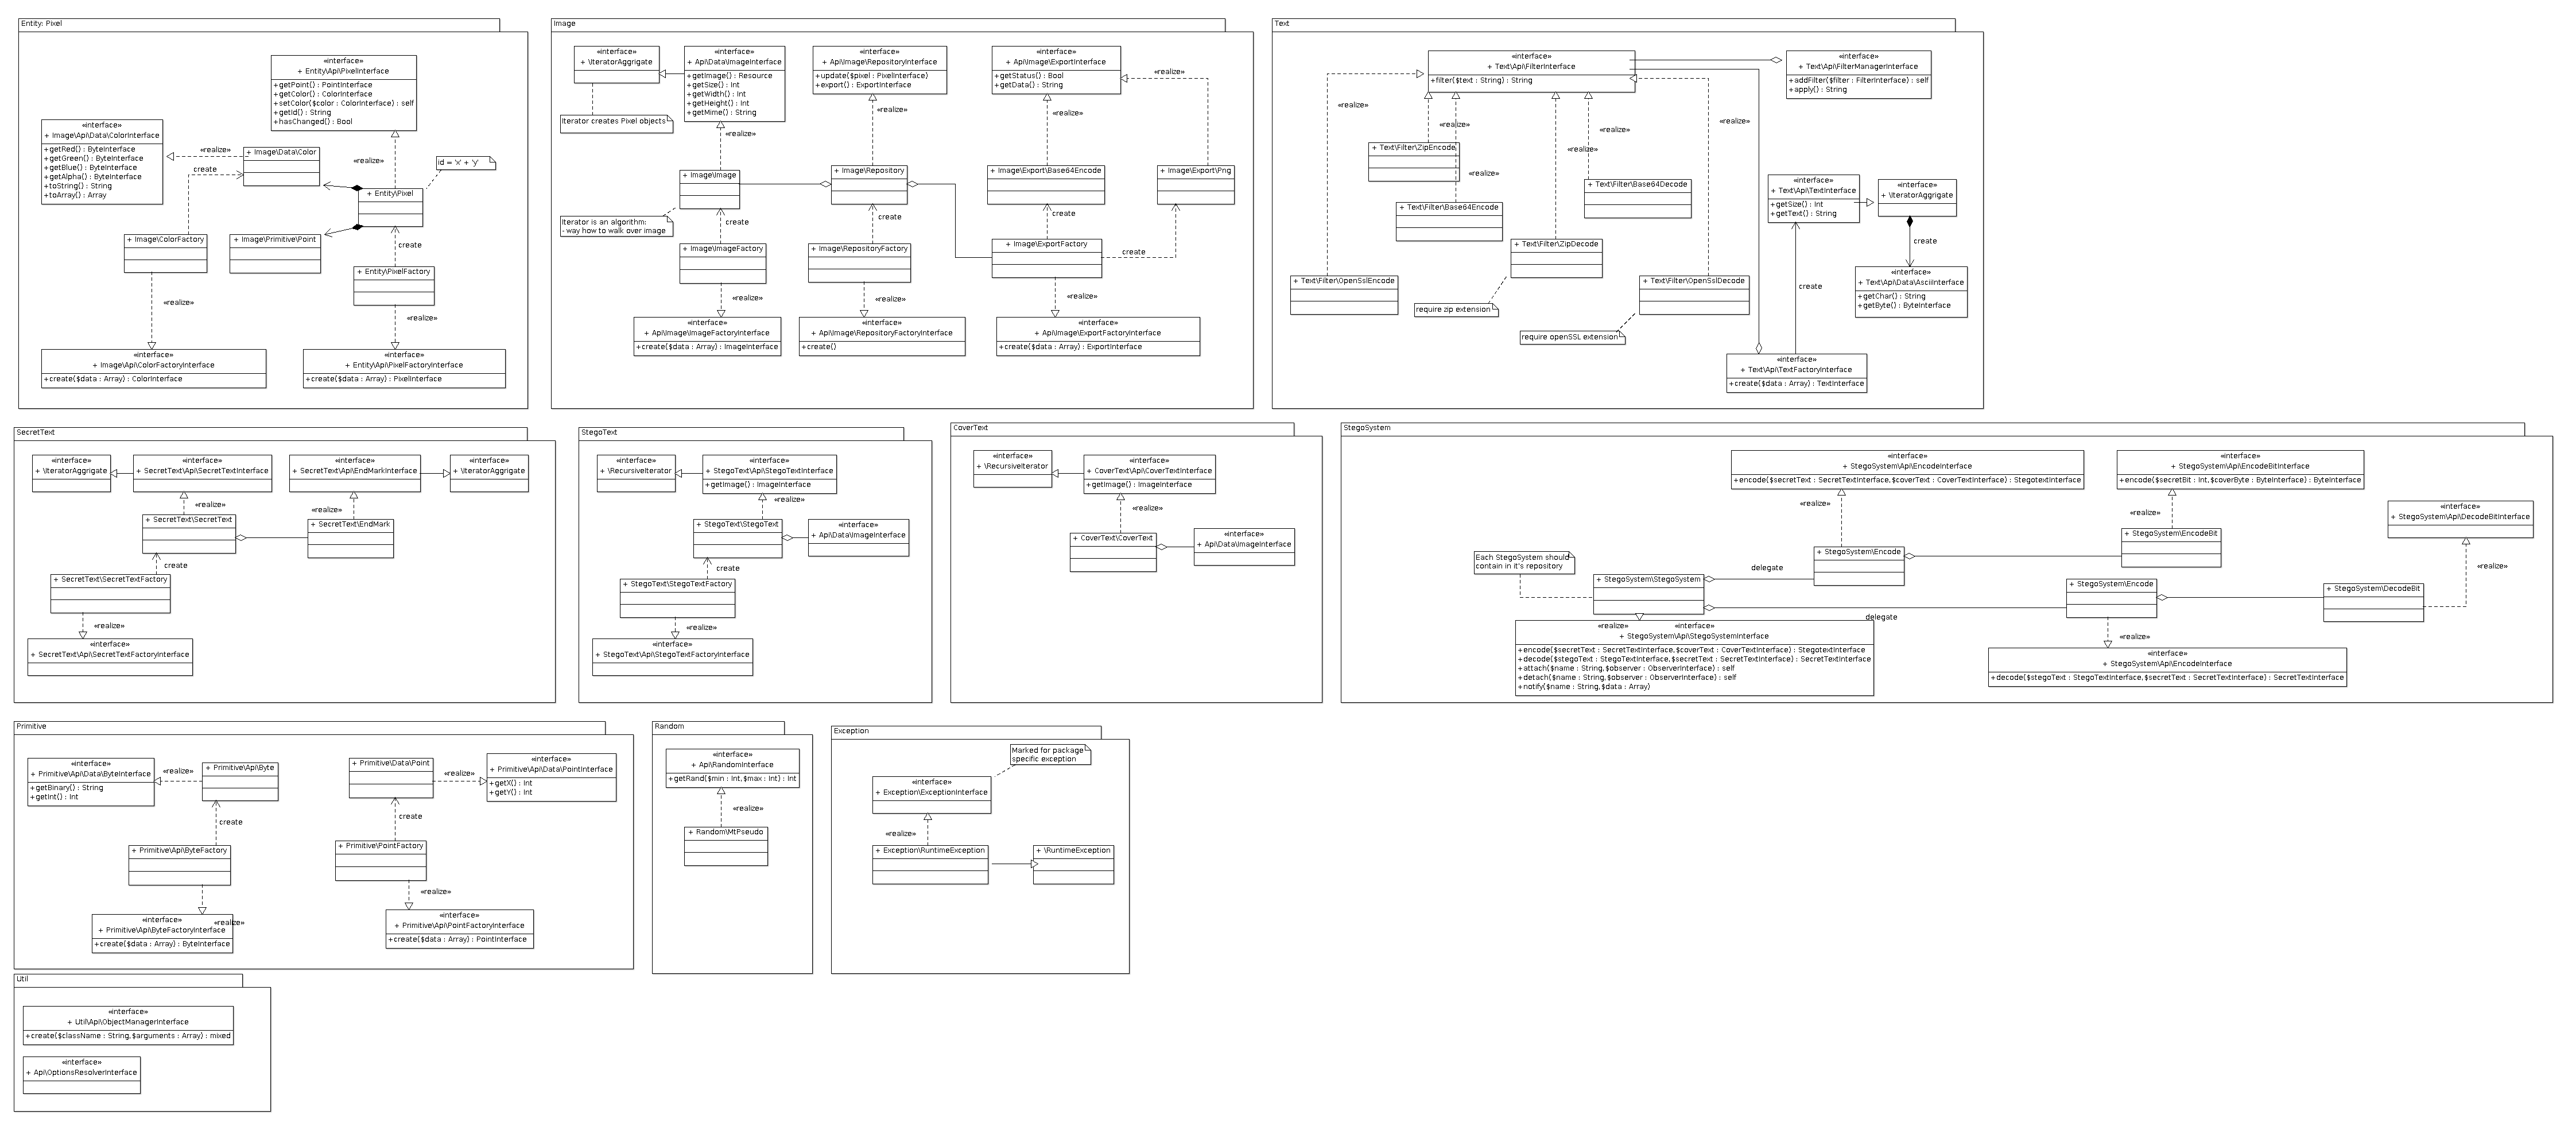 Entity: Pixel
«interface»
+ Entity\Api\PixelInterface
+getPoint() : PointInterface
+getColor() : ColorInterface
+setColor($color : ColorInterface) : self
+getId() : String
+hasChanged() : Bool
«interface»
+ Image\Api\Data\ColorInterface
+getRed() : ByteInterface
+getGreen() : ByteInterface
+getBlue() : ByteInterface
+getAlpha() : ByteInterface
+toString() : String
+toArray() : Array
«realize»
create
+ Image\Data\Color
«realize»
id = 'x' + 'y'
+ Entity\Pixel
+ Image\ColorFactory
+ Image\Primitive\Point
create
+ Entity\PixelFactory
«realize»
«realize»
«interface»
+ Image\Api\ColorFactoryInterface
+create($data : Array) : ColorInterface
«interface»
+ Entity\Api\PixelFactoryInterface
+create($data : Array) : PixelInterface
Image
«interface»
+ \IteratorAggregate
Iterator creates Pixel objects
«interface»
+ Api\Data\ImageInterface
+getImage() : Resource
+getSize() : Int
+getWidth() : Int
+getHeight() : Int
+getMime() : String
«interface»
+ Api\Image\RepositoryInterface
+update($pixel : PixelInterface)
+export() : ExportInterface
«interface»
+ Api\Image\ExportInterface
+getStatus() : Bool
+getData() : String
«realize»
«realize»
«realize»
«realize»
+ Image\Image
+ Image\Repository
+ Image\Export\Base64Encode
+ Image\Export\Png
Iterator is an algorithm:
- way how to walk over image
create
create
create
+ Image\ImageFactory
+ Image\RepositoryFactory
+ Image\ExportFactory
create
«realize»
«realize»
«realize»
«interface»
+ Api\Image\ImageFactoryInterface
+create($data : Array) : ImageInterface
«interface»
+ Api\Image\RepositoryFactoryInterface
+create()
«interface»
+ Api\Image\ExportFactoryInterface
+create($data : Array) : ExportInterface
Text
«interface»
+ Text\Api\FilterInterface
+filter($text : String) : String
«interface»
+ Text\Api\FilterManagerInterface
+addFilter($filter : FilterInterface) : self
+apply() : String
«realize»
«realize»
«realize»
«realize»
«realize»
+ Text\Filter\ZipEncode
+ Text\Filter\Base64Encode
+ Text\Filter\Base64Decode
+ Text\Filter\ZipDecode
+ Text\Filter\OpenSslEncode
+ Text\Filter\OpenSslDecode
require zip extension
require openSSL extension
«interface»
+ Text\Api\TextInterface
+getSize() : Int
+getText() : String
«interface»
+ \IteratorAggrigate
create
create
«interface»
+ Text\Api\Data\AsciiInterface
+getChar() : String
+getByte() : ByteInterface
«interface»
+ Text\Api\TextFactoryInterface
+create($data : Array) : TextInterface
SecretText
«interface»
+ \IteratorAggregate
«interface»
+ SecretText\Api\SecretTextInterface
«interface»
+ SecretText\Api\EndMarkInterface
«interface»
+ \IteratorAggregate
«realize»
«realize»
+ SecretText\SecretText
+ SecretText\EndMark
create
+ SecretText\SecretTextFactory
«realize»
«interface»
+ SecretText\Api\SecretTextFactoryInterface
StegoText
«interface»
+ \RecursiveIterator
«interface»
+ StegoText\Api\StegoTextInterface
+getImage() : ImageInterface
«realize»
+ StegoText\StegoText
«interface»
+ Api\Data\ImageInterface
create
+ StegoText\StegoTextFactory
«realize»
«interface»
+ StegoText\Api\StegoTextFactoryInterface
CoverText
«interface»
+ \RecursiveIterator
«interface»
+ CoverText\Api\CoverTextInterface
+getImage() : ImageInterface
«realize»
+ CoverText\CoverText
«interface»
+ Api\Data\ImageInterface
StegoSystem
«interface»
+ StegoSystem\Api\EncodeInterface
+encode($secretText : SecretTextInterface,$coverText : CoverTextInterface) : StegotextInterface
«interface»
+ StegoSystem\Api\EncodeBitInterface
+encode($secretBit : Int,$coverByte : ByteInterface) : ByteInterface
«interface»
+ StegoSystem\Api\DecodeBitInterface
«realize»
«realize»
«realize»
+ StegoSystem\EncodeBit
+ StegoSystem\Encode
Each StegoSystem should
contain in it's repository
delegate
+ StegoSystem\StegoSystem
+ StegoSystem\Encode
+ StegoSystem\DecodeBit
delegate
«realize»
«interface»
+ StegoSystem\Api\StegoSystemInterface
+encode($secretText : SecretTextInterface,$coverText : CoverTextInterface) : StegotextInterface
+decode($stegoText : StegoTextInterface,$secretText : SecretTextInterface) : SecretTextInterface
+attach($name : String,$observer : ObserverInterface) : self
+detach($name : String,$observer : ObserverInterface) : self
+notify($name : String,$data : Array)
«realize»
«interface»
+ StegoSystem\Api\EncodeInterface
+decode($stegoText : StegoTextInterface,$secretText : SecretTextInterface) : SecretTextInterface
Primitive
«interface»
+ Primitive\Api\Data\ByteInterface
+getBinary() : String
+getInt() : Int
«realize»
+ Primitive\Api\Byte
+ Primitive\Data\Point
«realize»
«interface»
+ Primitive\Api\Data\PointInterface
+getX() : Int
+getY() : Int
create
create
+ Primitive\Api\ByteFactory
+ Primitive\PointFactory
«realize»
«realize»
«interface»
+ Primitive\Api\ByteFactoryInterface
+create($data : Array) : ByteInterface
«interface»
+ Primitive\Api\PointFactoryInterface
+create($data : Array) : PointInterface
Random
«interface»
+ Api\RandomInterface
+getRand($min : Int,$max : Int) : Int
«realize»
+ Random\MtPseudo
Exception
Marked for package
specific exception
«interface»
+ Exception\ExceptionInterface
«realize»
+ Exception\RuntimeException
+ \RuntimeException
Util
«interface»
+ Util\Api\ObjectManagerInterface
+create($className : String,$arguments : Array) : mixed
«interface»
+ Api\OptionsResolverInterface